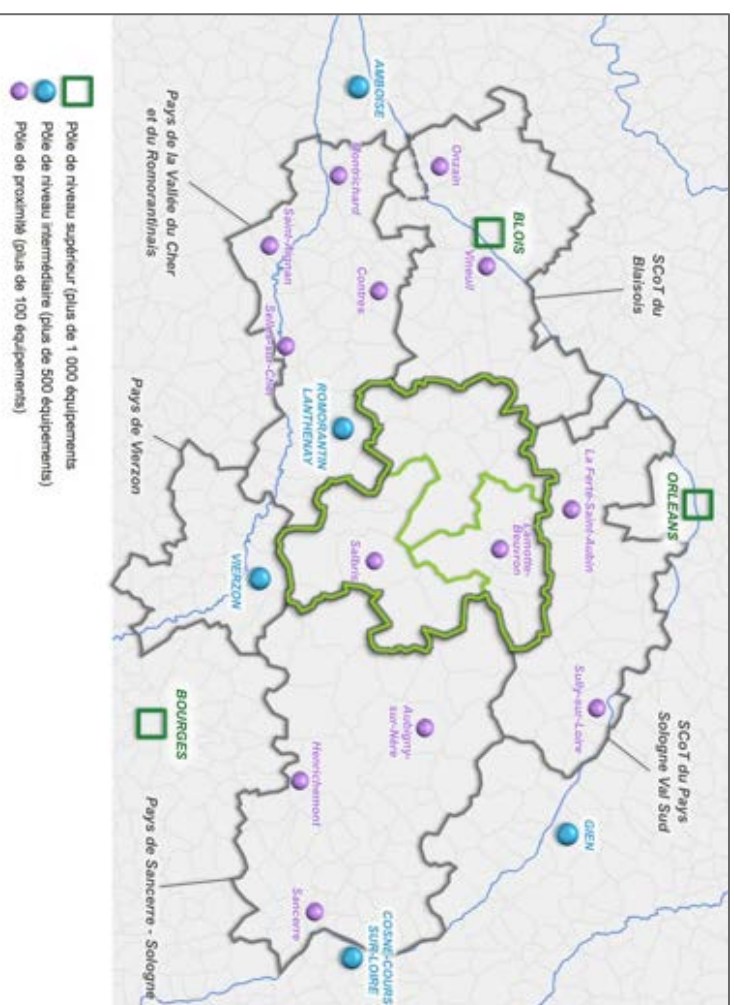 ORLEANS
SCoT du
Blaisois
SCoT du Pays
Sologne Val Sud
La Ferté-Saint-Aubin
Sully-sur-Loire
GIEN
BLOIS
Vineuil
Onzain
Lamotte-
Beuvron
AMBOISE
Montrichard
Contres
Salbris
Aubigny-
sur-Nère
ROMORANTIN
LANTHENAY
COSNE-COURS
SUR-LOIRE
Saint-Aignan
Selles-sur-Cher
Henrichemont
Sancerre
VIERZON
BOURGES
Pays de la Vallée du Cher
et du Romorantinais
Pays de Vierzon
Pays de Sancerre - Sologne
Pôle de niveau supérieur (plus de 1 000 équipements
Pôle de niveau intermédiaire (plus de 500 équipements)
Pôle de proximité (plus de 100 équipements)